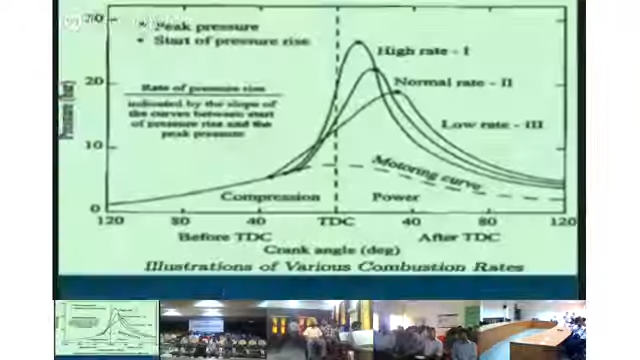 30
• Peak pressure
• Start of pressure rise
High rate - I
Normal rate - II
Rate of pressure rise
indicated by the slope of
the curves between start
of pressure rise and the
peak pressure
Low rate - III
Pressure (bar)
20
10
0
Motoring curve
Compression
Power
120
80
40
TDC
40
80
120
Before TDC
After TDC
Crank angle (deg)
Illustrations of Various Combustion Rates